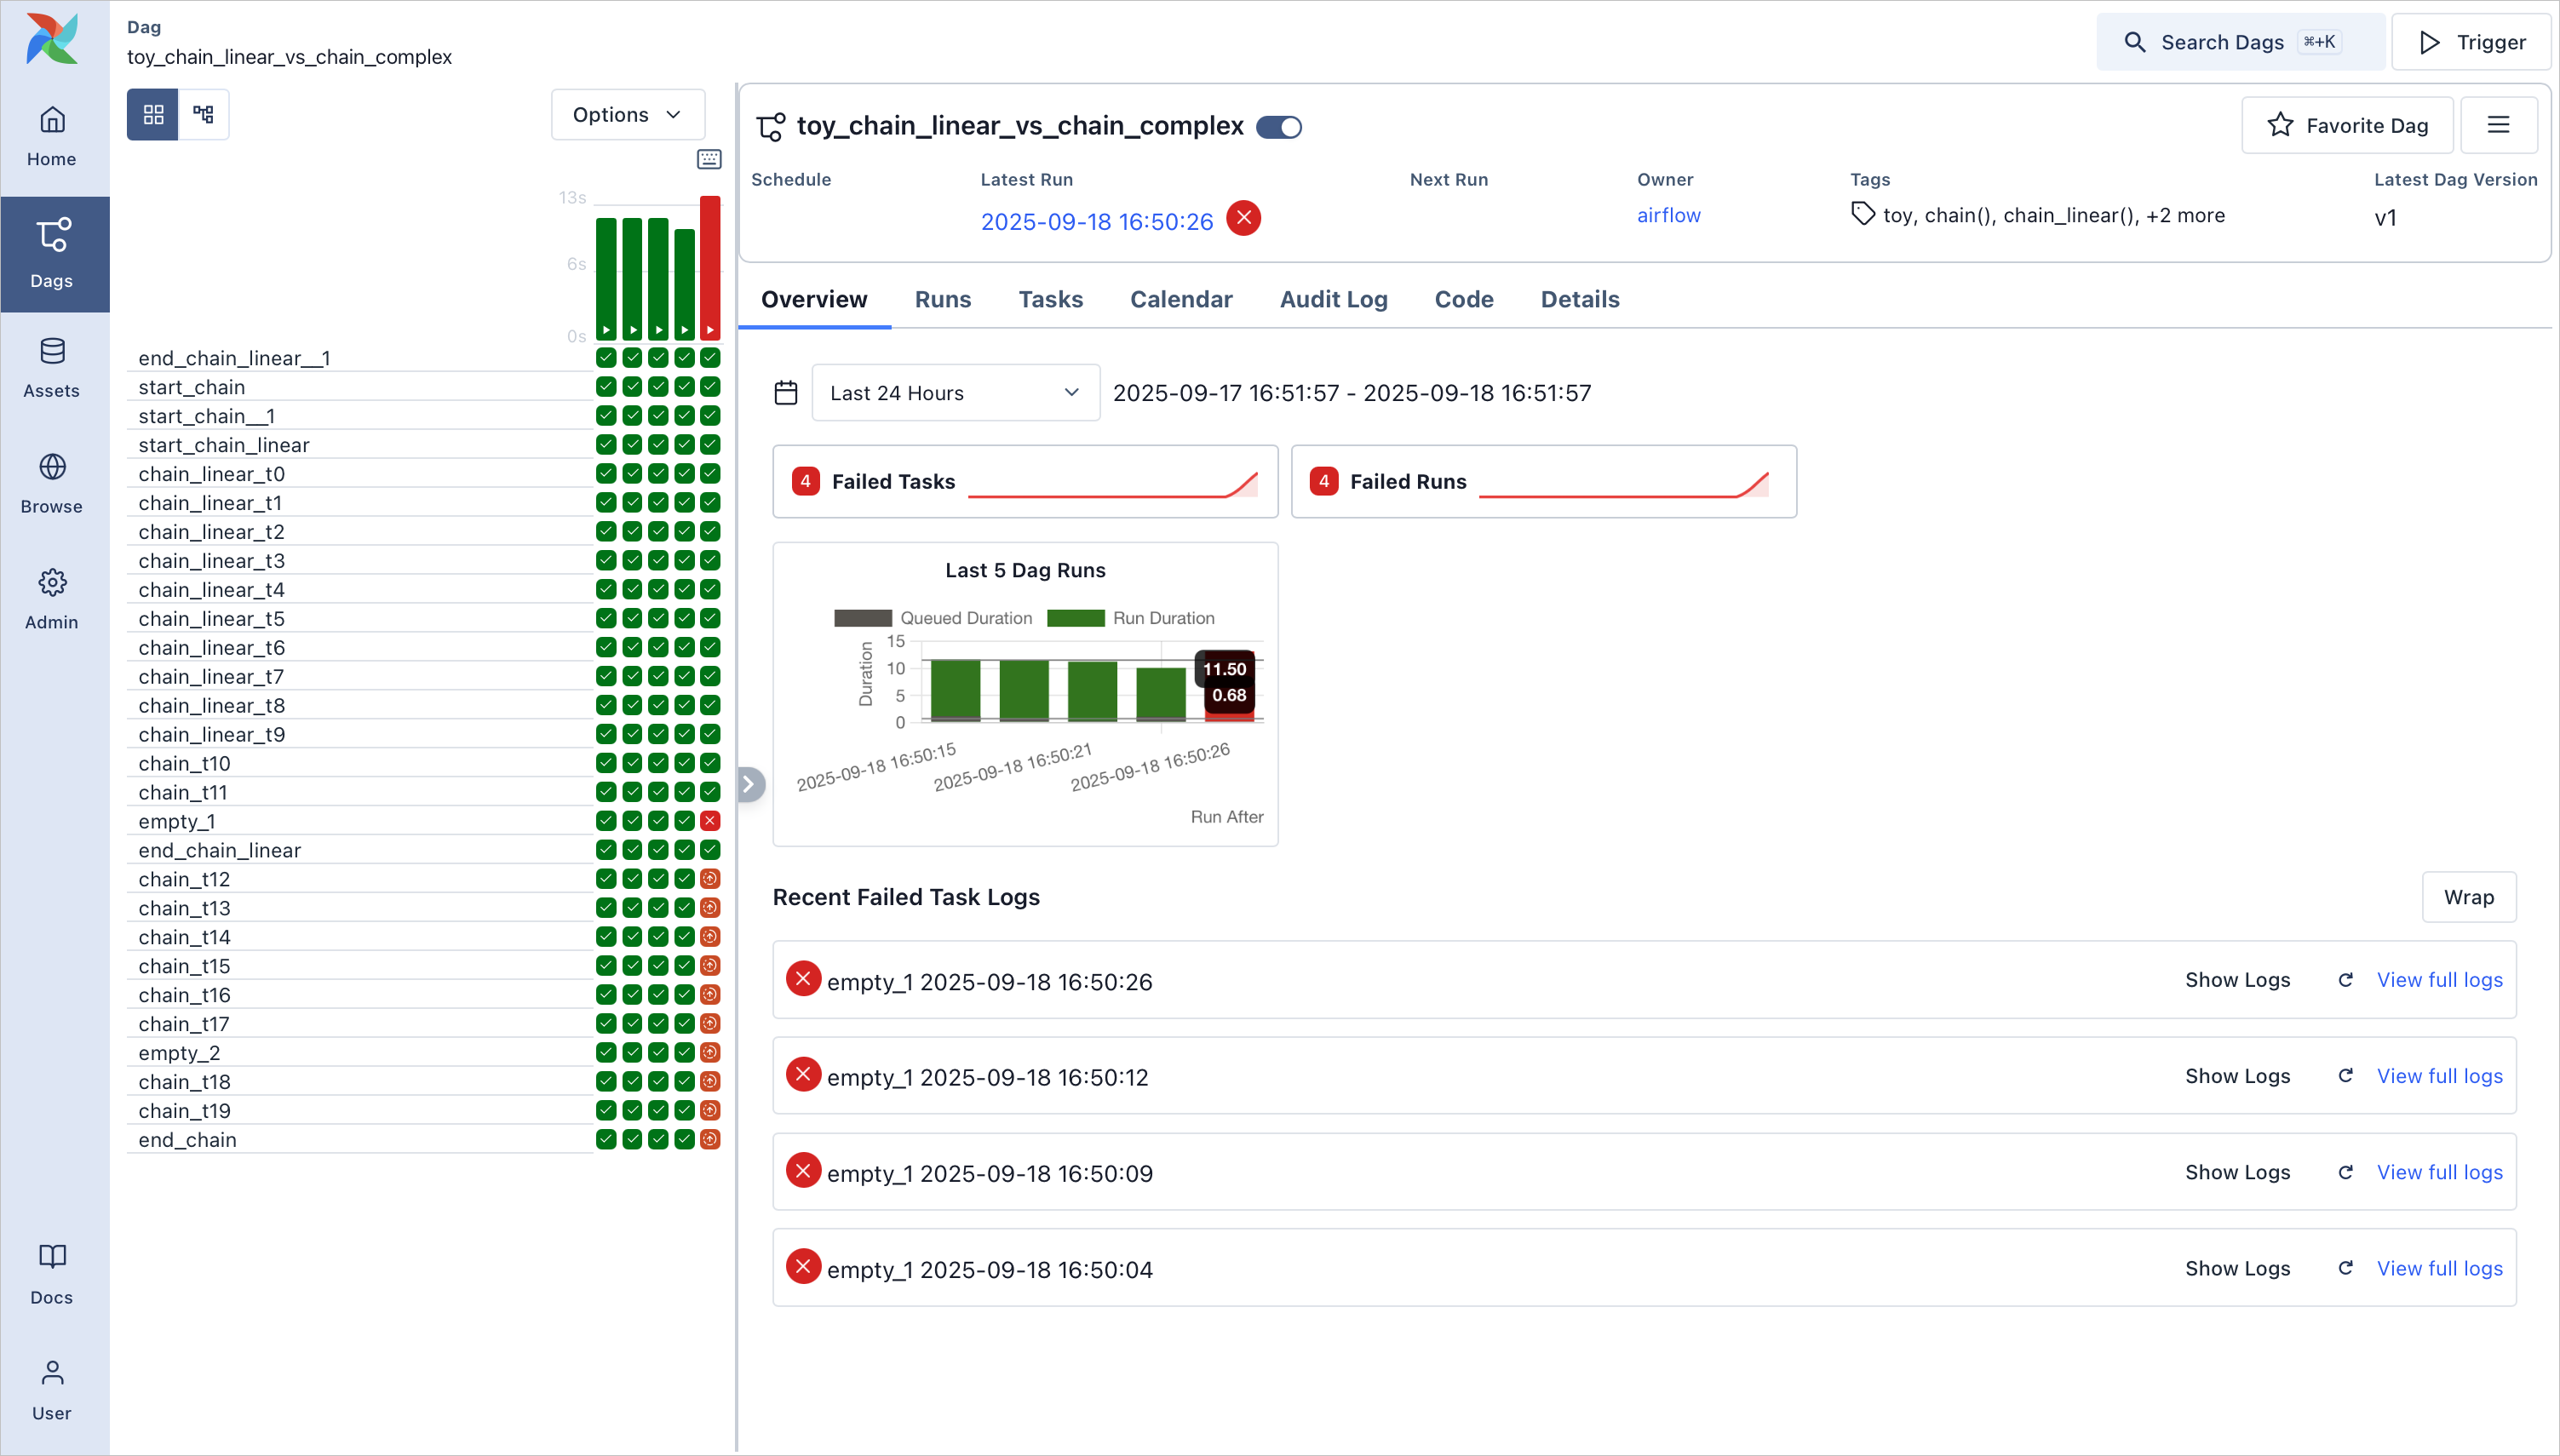 Dag
toy_chain_linear_vs_chain_complex
Search Dags ⌘+K
Trigger
Home
Dags
Assets
Browse
Admin
Docs
User
Options
13s
6s
0s
end_chain_linear__1
start_chain
start_chain__1
start_chain_linear
chain_linear_t0
chain_linear_t1
chain_linear_t2
chain_linear_t3
chain_linear_t4
chain_linear_t5
chain_linear_t6
chain_linear_t7
chain_linear_t8
chain_linear_t9
chain_t10
chain_t11
empty_1
end_chain_linear
chain_t12
chain_t13
chain_t14
chain_t15
chain_t16
chain_t17
empty_2
chain_t18
chain_t19
end_chain
toy_chain_linear_vs_chain_complex
Favorite Dag
Schedule
Latest Run
2025-09-18 16:50:26
Next Run
Owner
airflow
Tags
toy, chain(), chain_linear(), +2 more
Latest Dag Version
v1
Overview Runs Tasks Calendar Audit Log Code Details
Last 24 Hours
2025-09-17 16:51:57 - 2025-09-18 16:51:57
4 Failed Tasks
4 Failed Runs
Last 5 Dag Runs
Queued Duration Run Duration
Duration
15
10
5
0
11.50
0.68
2025-09-18 16:50:15
2025-09-18 16:50:21
2025-09-18 16:50:26
Run After
Recent Failed Task Logs
Wrap
empty_1 2025-09-18 16:50:26 Show Logs View full logs
empty_1 2025-09-18 16:50:12 Show Logs View full logs
empty_1 2025-09-18 16:50:09 Show Logs View full logs
empty_1 2025-09-18 16:50:04 Show Logs View full logs